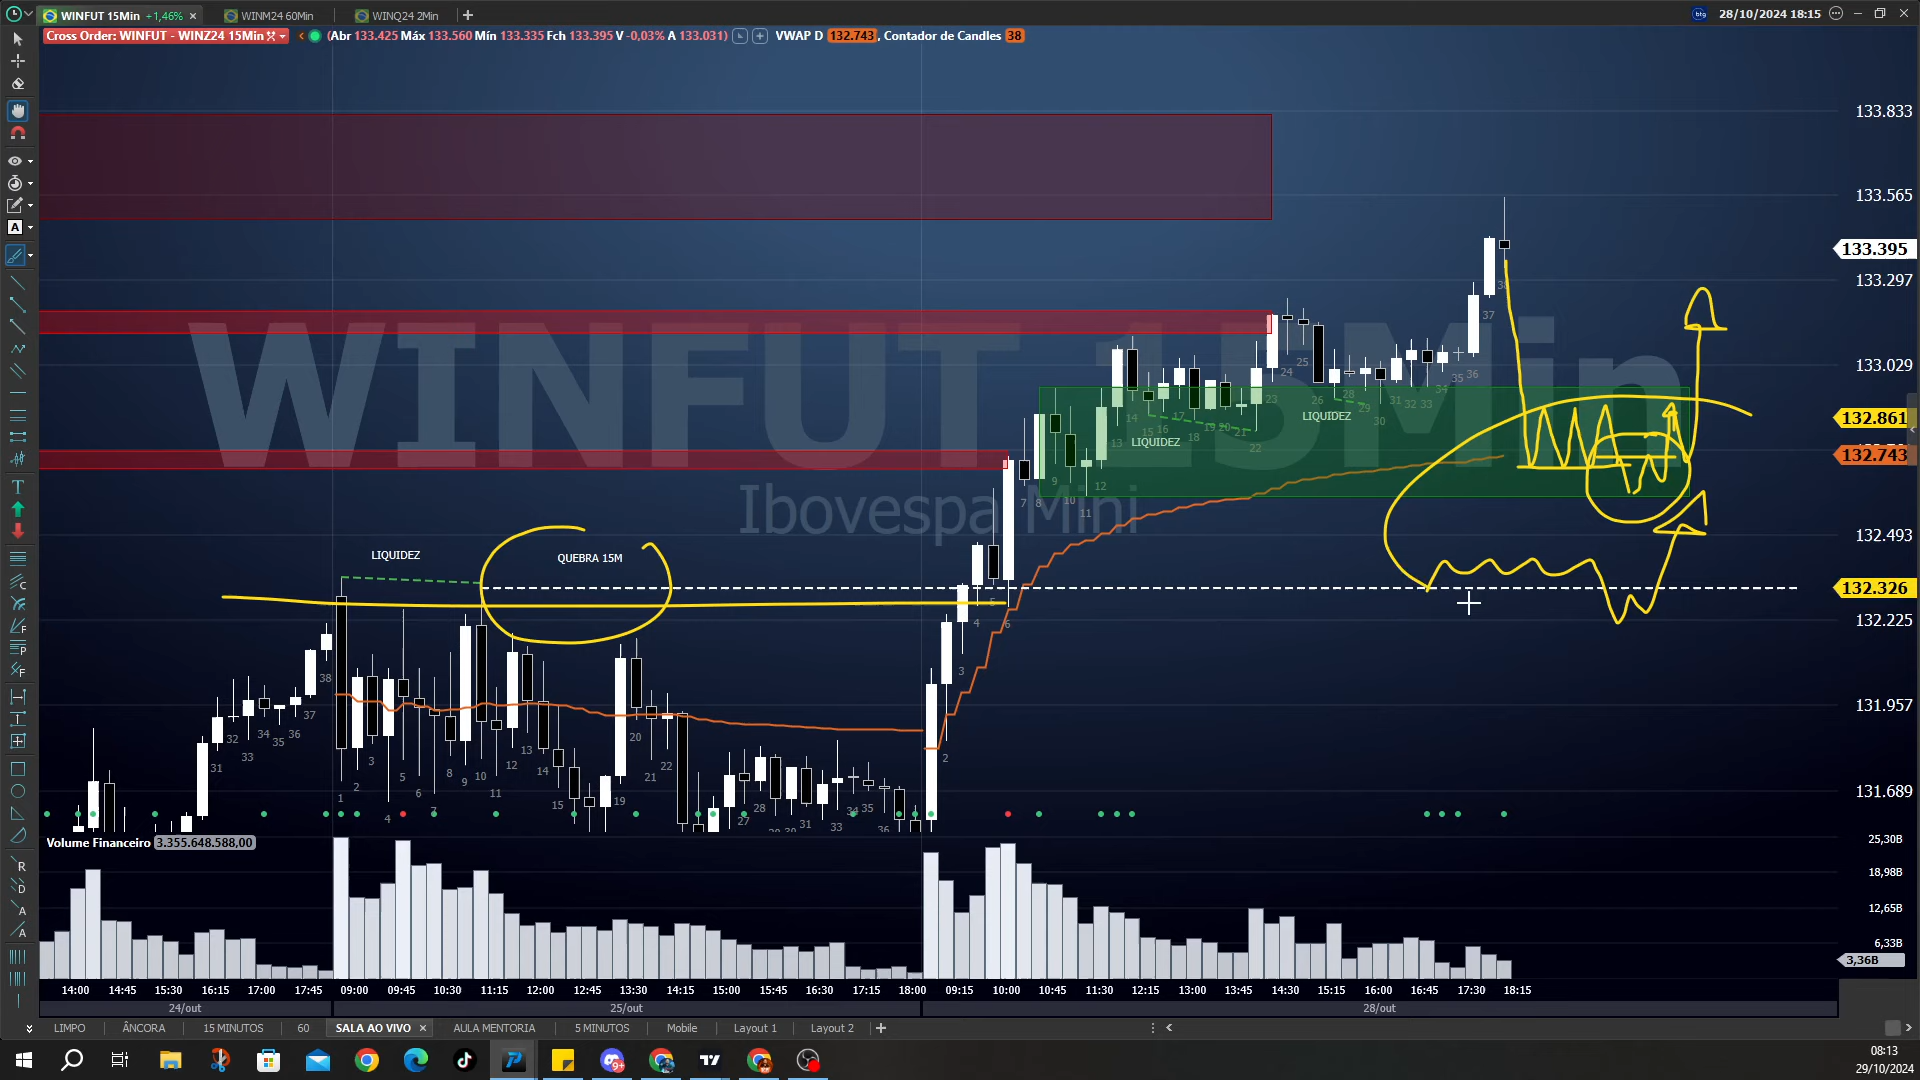 WINFUT 15Min +1,46% ×
WINM24 60Min
WINQ24 2Min
+
btg
28/10/2024 18:15
Cross Order: WINFUT - WINZ24 15Min
(Abr 133.425 Máx 133.560 Mín 133.335 Fch 133.395 V -0,03% A 133.031)
VWAP D 132.743, Contador de Candles 38
133.833
133.565
133.395
133.297
133.029
132.861
132.743
132.493
132.326
132.225
131.957
131.689
WINFUT 15Min
Ibovespa Mini
LIQUIDEZ
QUEBRA 15M
LIQUIDEZ
LIQUIDEZ
Volume Financeiro 3.355.648.588,00
25,30B
18,98B
12,65B
6,33B
3,36B
14:00 14:45 15:30 16:15 17:00 17:45 09:00 09:45 10:30 11:15 12:00 12:45 13:30 14:15 15:00 15:45 16:30 17:15 18:00 09:15 10:00 10:45 11:30 12:15 13:00 13:45 14:30 15:15 16:00 16:45 17:30 18:15
24/out 25/out 28/out
LIMPO ÂNCORA 15 MINUTOS 60 SALA AO VIVO × AULA MENTORIA 5 MINUTOS Mobile Layout 1 Layout 2 +
08:13
29/10/2024